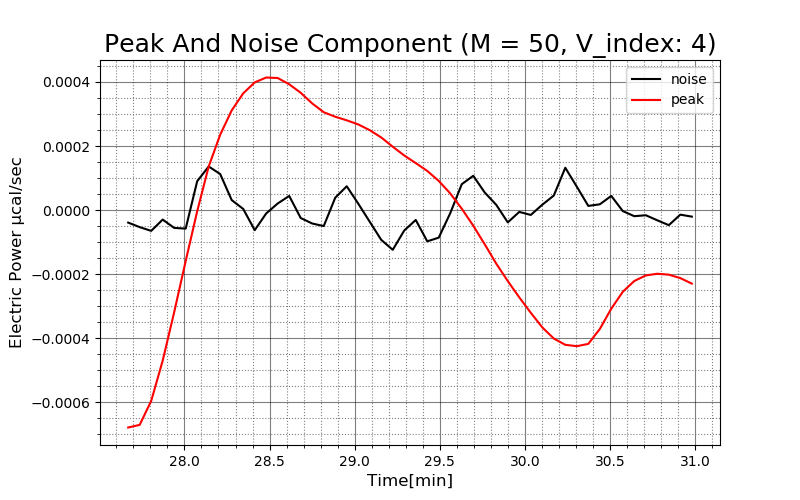 Peak And Noise Component (M = 50, V_index: 4)
noise
peak
0.0004
0.0002
0.0000
−0.0002
−0.0004
−0.0006
Electric Power μcal/sec
28.0 28.5 29.0 29.5 30.0 30.5 31.0
Time[min]